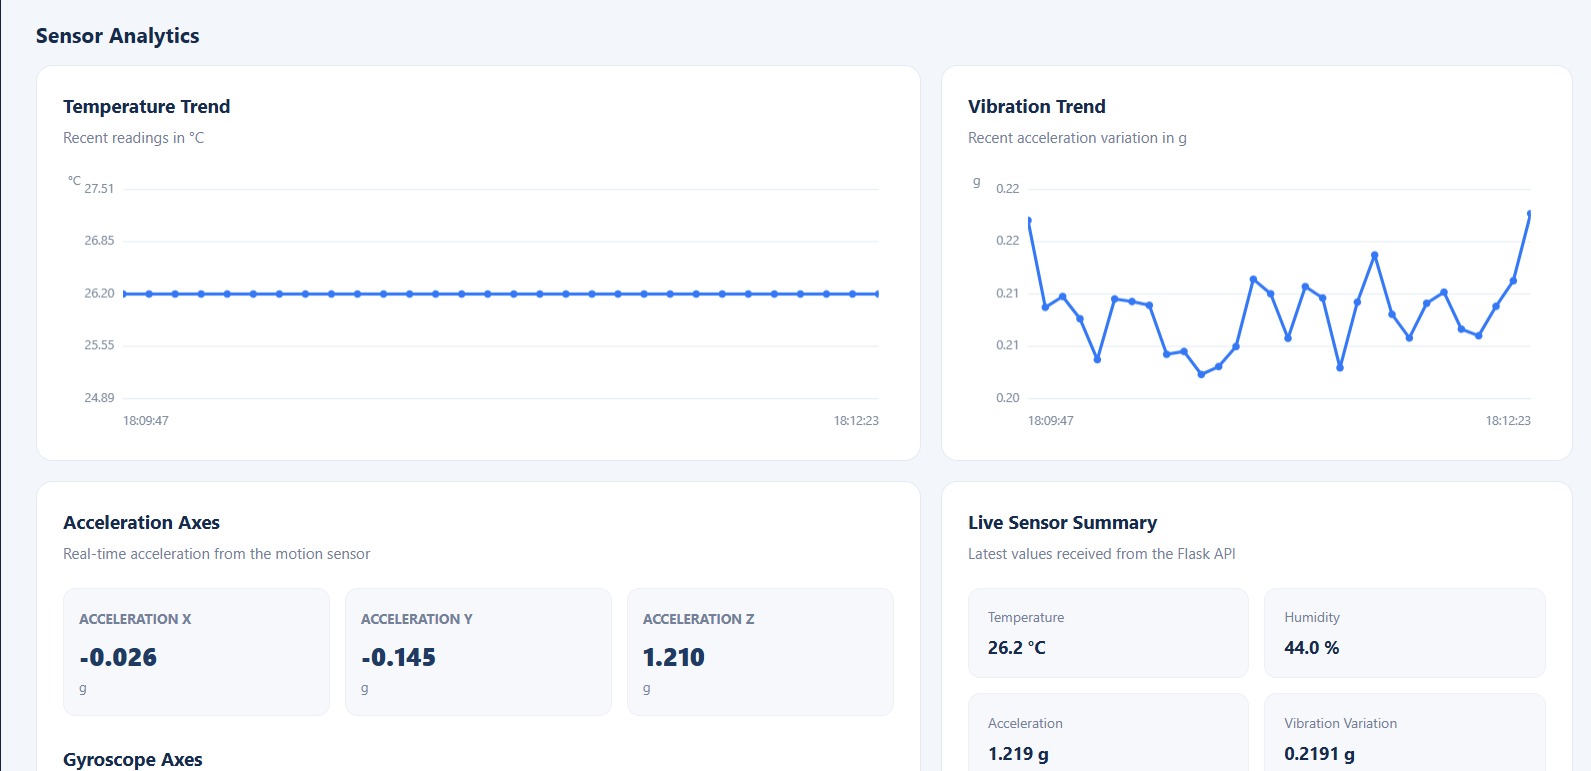 Sensor Analytics
Temperature Trend
Recent readings in °C
°C
27.51
26.85
26.20
25.55
24.89
18:09:47
18:12:23
Vibration Trend
Recent acceleration variation in g
g
0.22
0.22
0.21
0.21
0.20
18:09:47
18:12:23
Acceleration Axes
Real-time acceleration from the motion sensor
ACCELERATION X
-0.026
g
ACCELERATION Y
-0.145
g
ACCELERATION Z
1.210
g
Gyroscope Axes
Live Sensor Summary
Latest values received from the Flask API
Temperature
26.2 °C
Humidity
44.0 %
Acceleration
1.219 g
Vibration Variation
0.2191 g